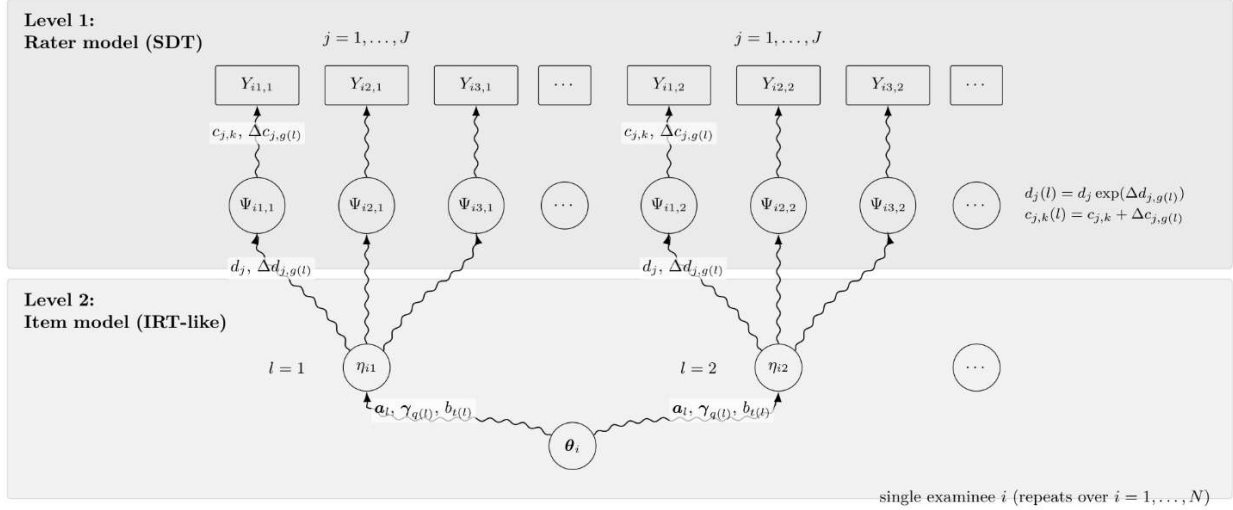 Level 1:
Rater model (SDT)
j = 1, . . . , J
j = 1, . . . , J
Y_{i1,1} Y_{i2,1} Y_{i3,1} · · · Y_{i1,2} Y_{i2,2} Y_{i3,2} · · ·
c_{j,k}, Δc_{j,g(l)} c_{j,k}, Δc_{j,g(l)}
Ψ_{i1,1} Ψ_{i2,1} Ψ_{i3,1} · · · Ψ_{i1,2} Ψ_{i2,2} Ψ_{i3,2} · · ·
d_j(l) = d_j exp(Δd_{j,g(l)})
c_{j,k}(l) = c_{j,k} + Δc_{j,g(l)}
d_j, Δd_{j,g(l)} d_j, Δd_{j,g(l)}
Level 2:
Item model (IRT-like)
l = 1 η_{i1} l = 2 η_{i2} · · ·
a_l, γ_{q(l)}, b_{t(l)} a_l, γ_{q(l)}, b_{t(l)}
θ_i
single examinee i (repeats over i = 1, . . . , N)